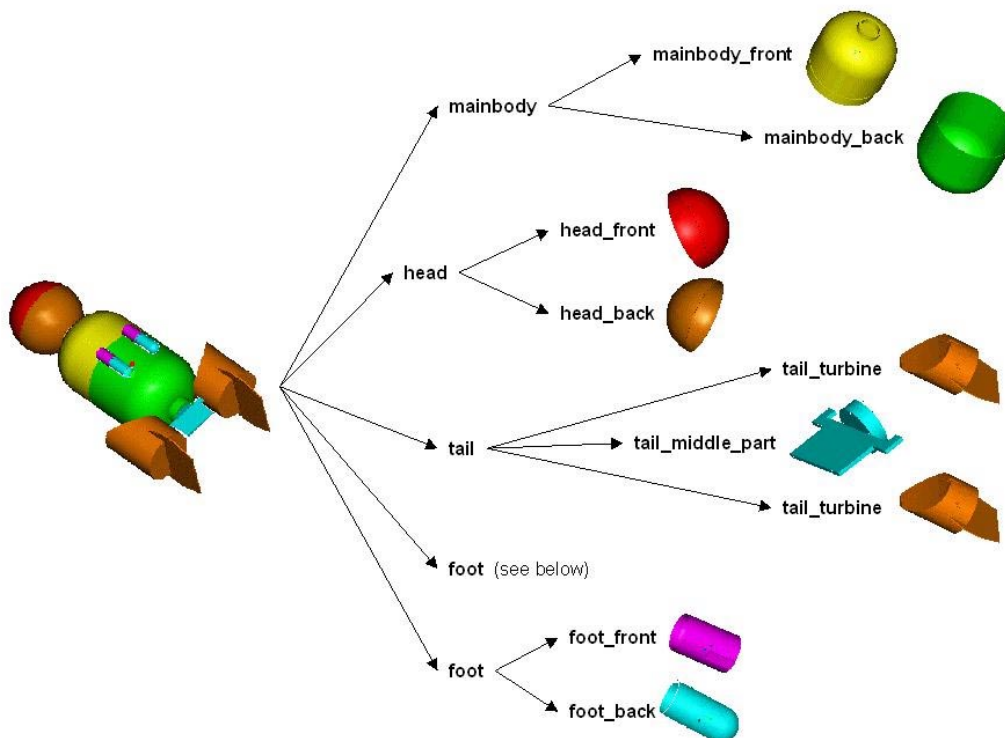 mainbody_front
mainbody
mainbody_back
head_front
head
head_back
tail_turbine
tail
tail_middle_part
tail_turbine
foot (see below)
foot_front
foot
foot_back